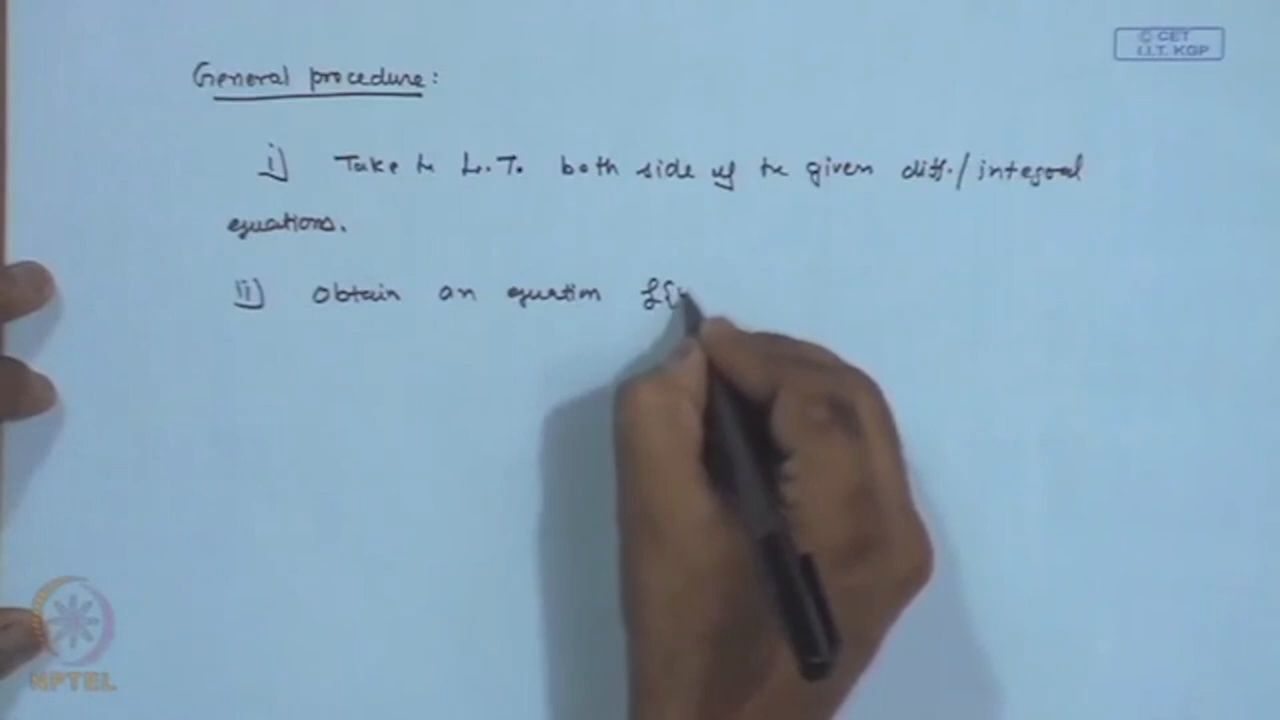 © CET
I.I.T. KGP
General procedure:
i) Take the L.T. both side of the given diff./integral
equations.
ii) Obtain an equation L{
NPTEL